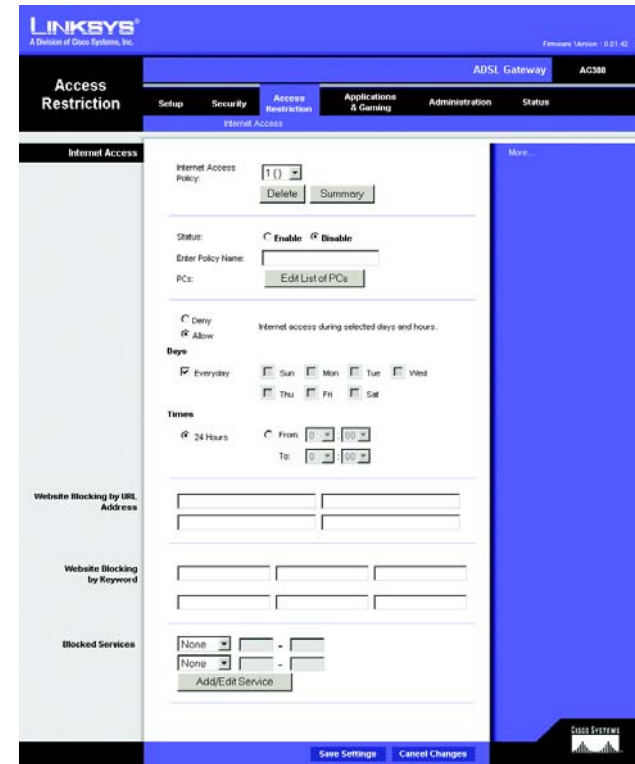 LINKSYS®
A Division of Cisco Systems, Inc.
Firmware Version : 0.01.42
ADSL Gateway AG300
Access Restriction
Setup Security Access Restriction Applications & Gaming Administration Status
Internet Access
Internet Access
More...
Internet Access Policy: 1 ()
Delete Summary
Status: Enable Disable
Enter Policy Name:
PCs: Edit List of PCs
Deny
Allow
Internet access during selected days and hours.
Days
Everyday Sun Mon Tue Wed
Thu Fri Sat
Times
24 Hours From: 0 : 00
To: 0 : 00
Website Blocking by URL Address
Website Blocking by Keyword
Blocked Services
None -
None -
Add/Edit Service
CISCO SYSTEMS
Save Settings Cancel Changes